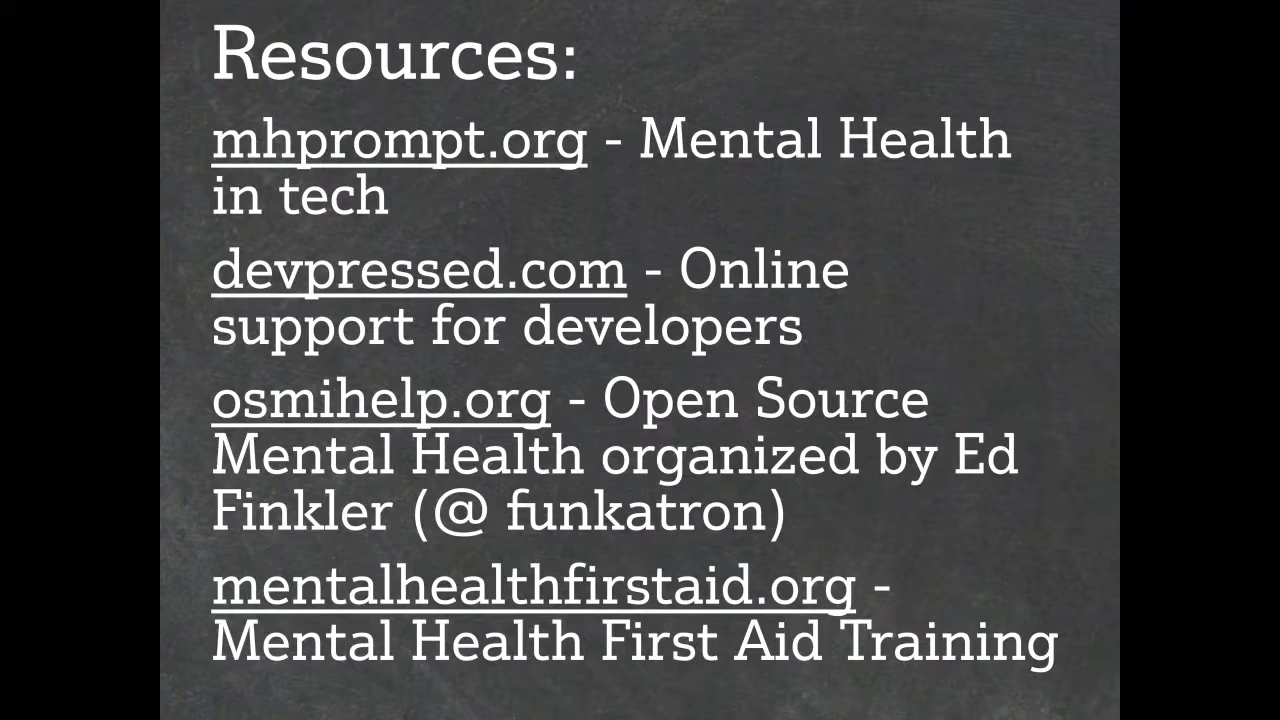 Resources:
mhprompt.org - Mental Health
in tech
devpressed.com - Online
support for developers
osmihelp.org - Open Source
Mental Health organized by Ed
Finkler (@ funkatron)
mentalhealthfirstaid.org -
Mental Health First Aid Training